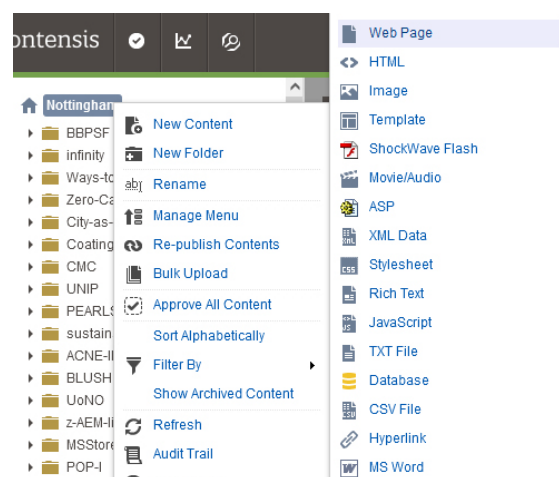 ontensis
Nottingham
BBPSF
infinity
Ways-to
Zero-Ca
City-as-
Coating
CMC
UNIP
PEARLS
sustain
ACNE-II
BLUSH
UoNO
z-AEM-li
MSStore
POP-I
New Content
New Folder
ab
Rename
Manage Menu
Re-publish Contents
Bulk Upload
Approve All Content
Sort Alphabetically
Filter By
Show Archived Content
Refresh
Audit Trail
Web Page
HTML
Image
Template
ShockWave Flash
Movie/Audio
ASP
XML Data
CSS Stylesheet
Rich Text
JS JavaScript
TXT File
Database
CSV File
Hyperlink
W MS Word